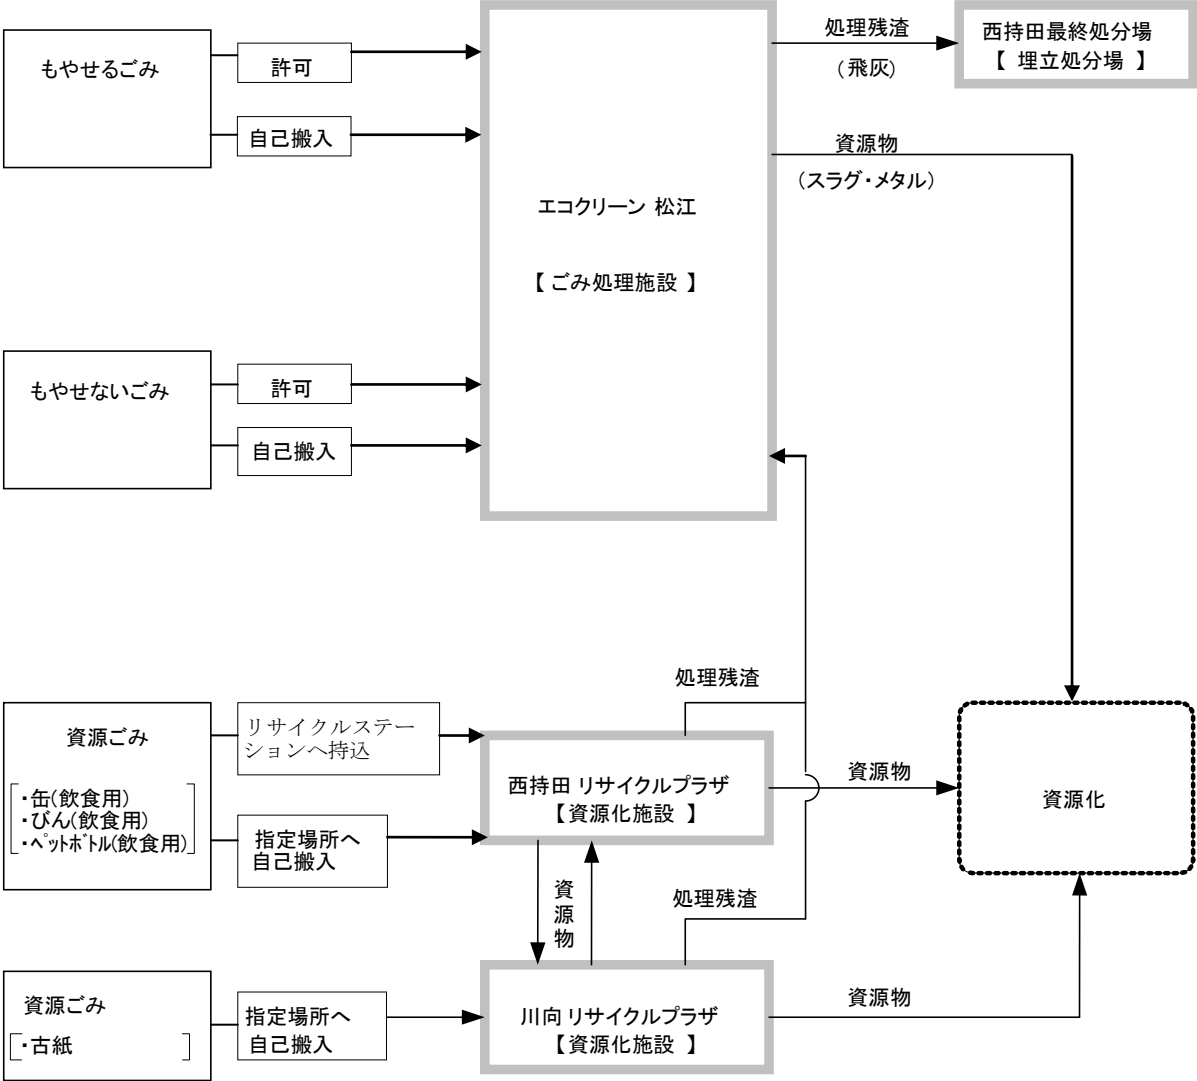 もやせるごみ
許可
自己搬入
エコクリーン 松江
【 ごみ処理施設 】
処理残渣
(飛灰)
西持田最終処分場
【 埋立処分場 】
資源物
(スラグ・メタル)
もやせないごみ
許可
自己搬入
資源ごみ
・缶(飲食用)
・びん(飲食用)
・ペットボトル(飲食用)
リサイクルステー
ションへ持込
指定場所へ
自己搬入
処理残渣
西持田 リサイクルプラザ
【資源化施設 】
資源物
資源化
資
源
物
処理残渣
資源ごみ
・古紙
指定場所へ
自己搬入
川向 リサイクルプラザ
【資源化施設 】
資源物